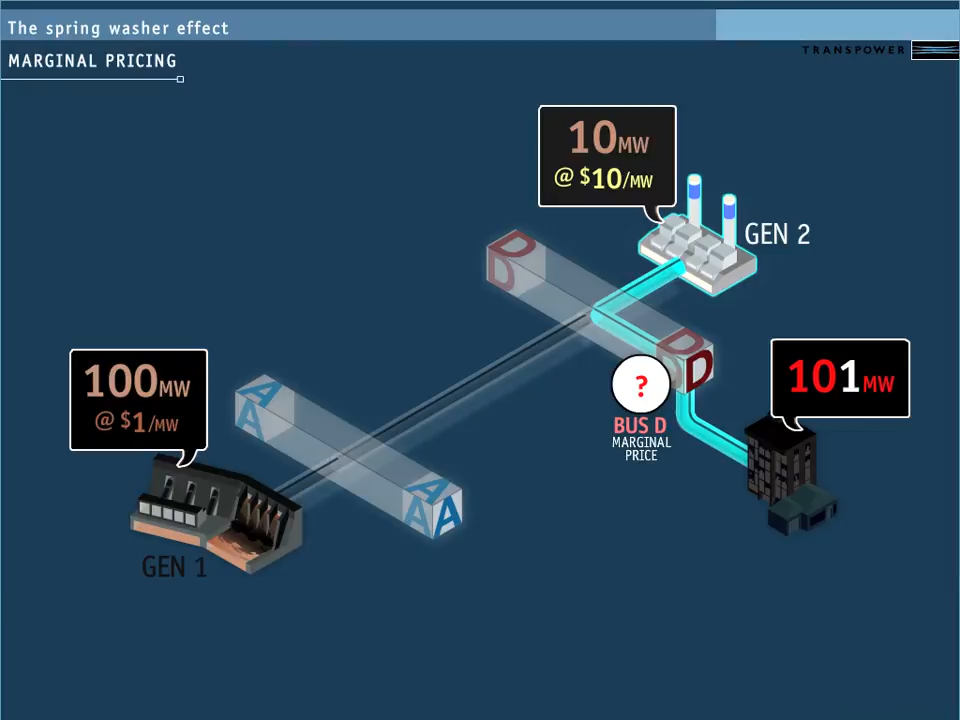 The spring washer effect
MARGINAL PRICING
TRANSPOWER
10MW
@ $10/MW
GEN 2
D
D
D
D
D
?
BUS D
MARGINAL
PRICE
101MW
100MW
@ $1/MW
A
A
A
A
A
GEN 1